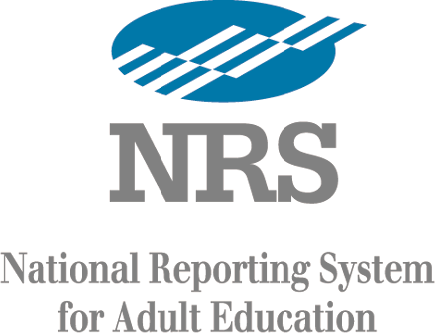 NRS
National Reporting System
for Adult Education